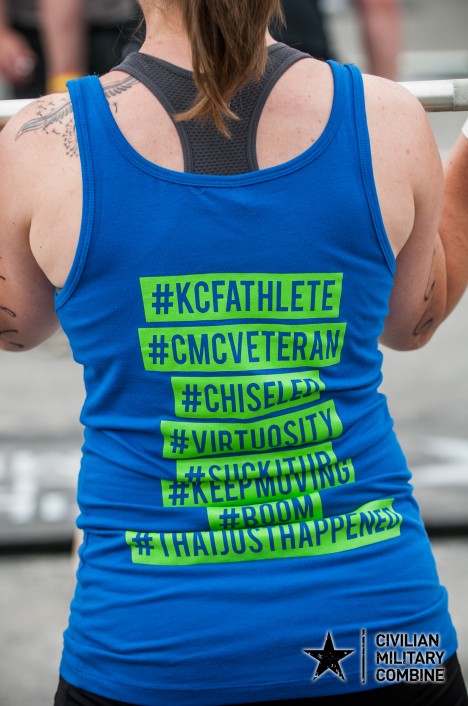 #KCFATHLETE
#CMCVETERAN
#CHISELED
#VIRTUOSITY
#SUCKITUP
#KEEPMOVING
#BOOM
#THATJUSTHAPPENED
CIVILIAN
MILITARY
COMBINE